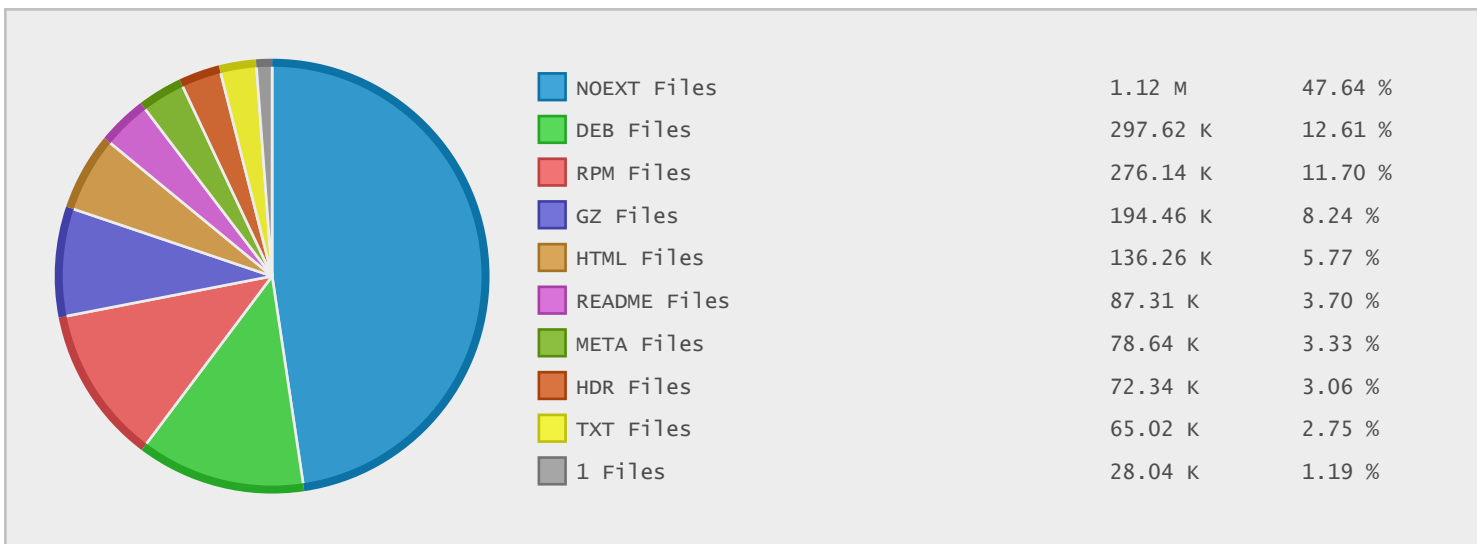 NOEXT Files 1.12 M 47.64 %
DEB Files 297.62 K 12.61 %
RPM Files 276.14 K 11.70 %
GZ Files 194.46 K 8.24 %
HTML Files 136.26 K 5.77 %
README Files 87.31 K 3.70 %
META Files 78.64 K 3.33 %
HDR Files 72.34 K 3.06 %
TXT Files 65.02 K 2.75 %
1 Files 28.04 K 1.19 %